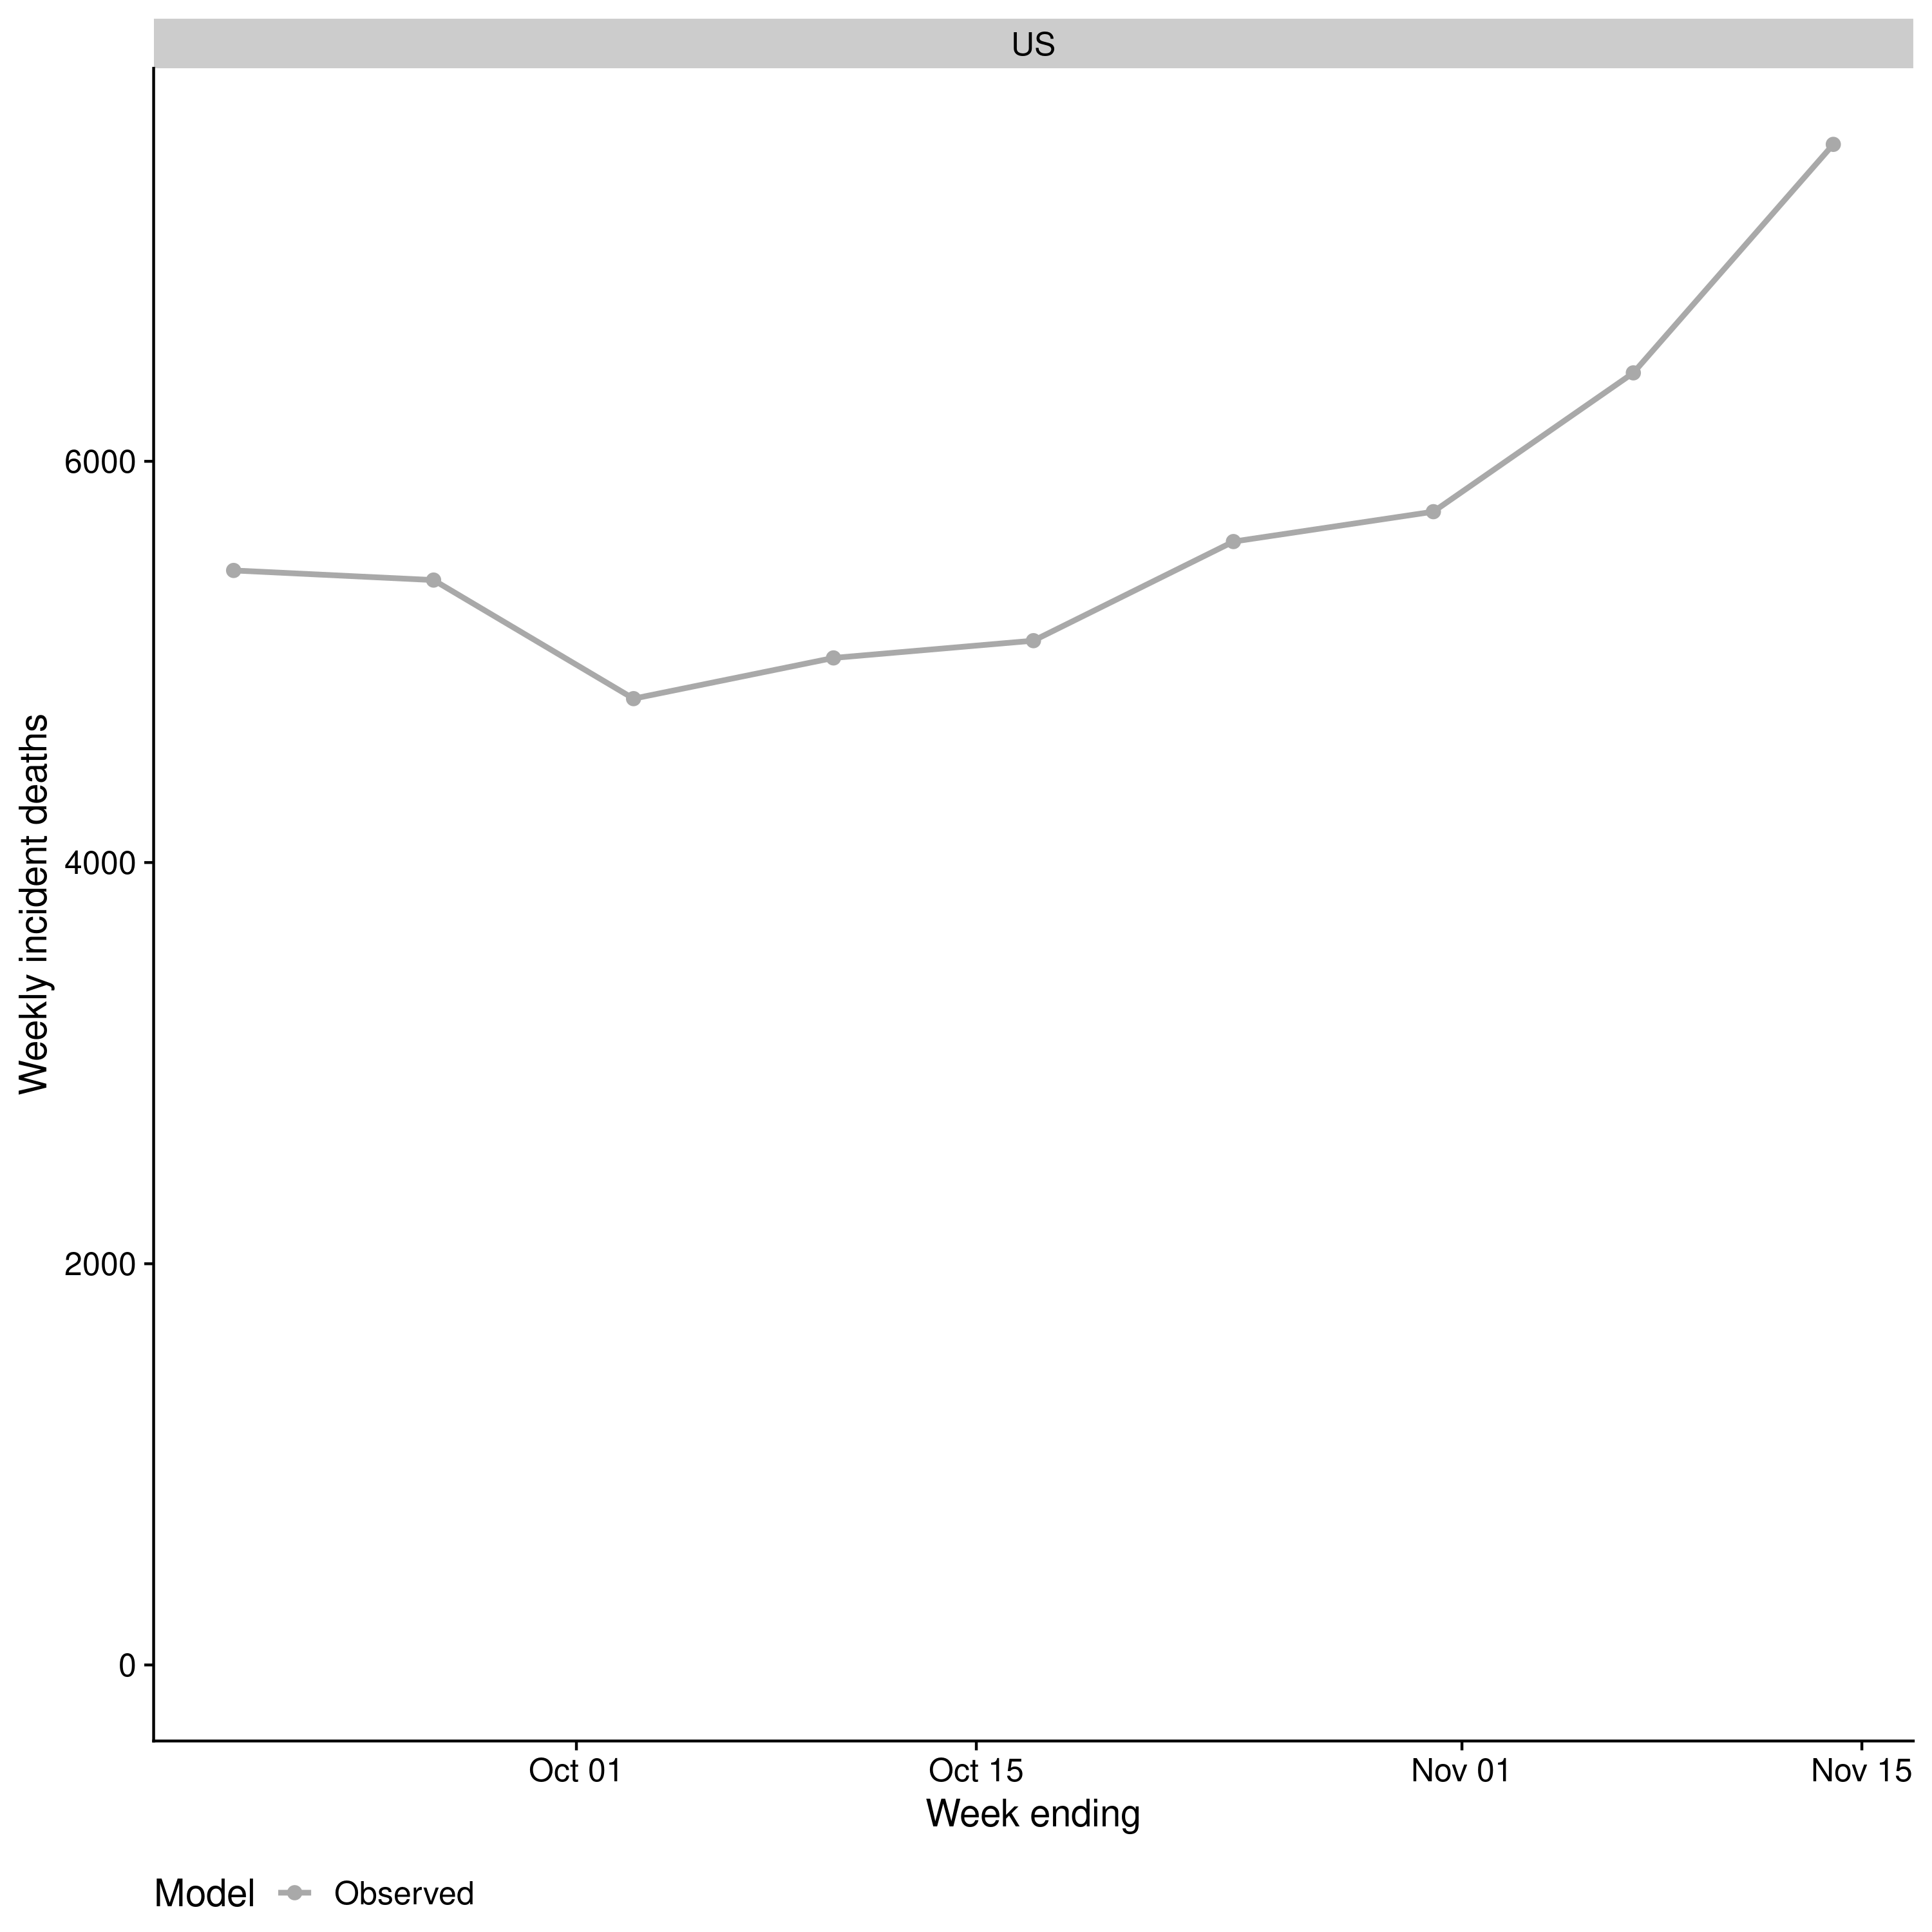 US
Weekly incident deaths
6000
4000
2000
0
Oct 01 Oct 15 Nov 01 Nov 15
Week ending
Model Observed